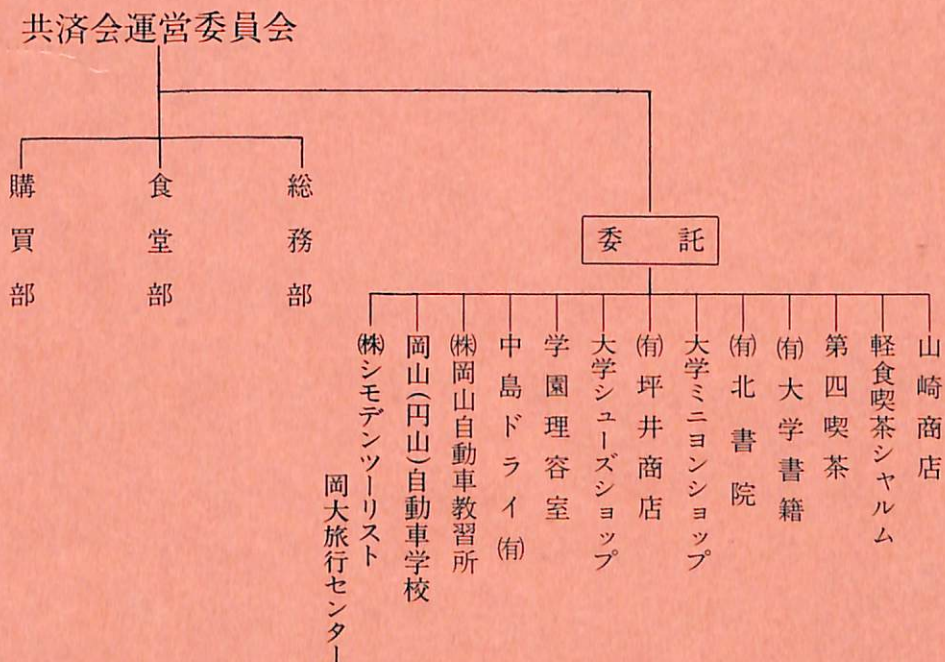 共済会運営委員会
総務部
食堂部
購買部
委託
山崎商店
軽食喫茶シャルム
第四喫茶
㈲大学書籍
㈲北書院
大学ミニヨンショップ
㈲坪井商店
大学シューズショップ
学園理容室
中島ドライ㈲
㈱岡山自動車教習所
岡山(円山)自動車学校
㈱シモデンツーリスト
岡大旅行センター